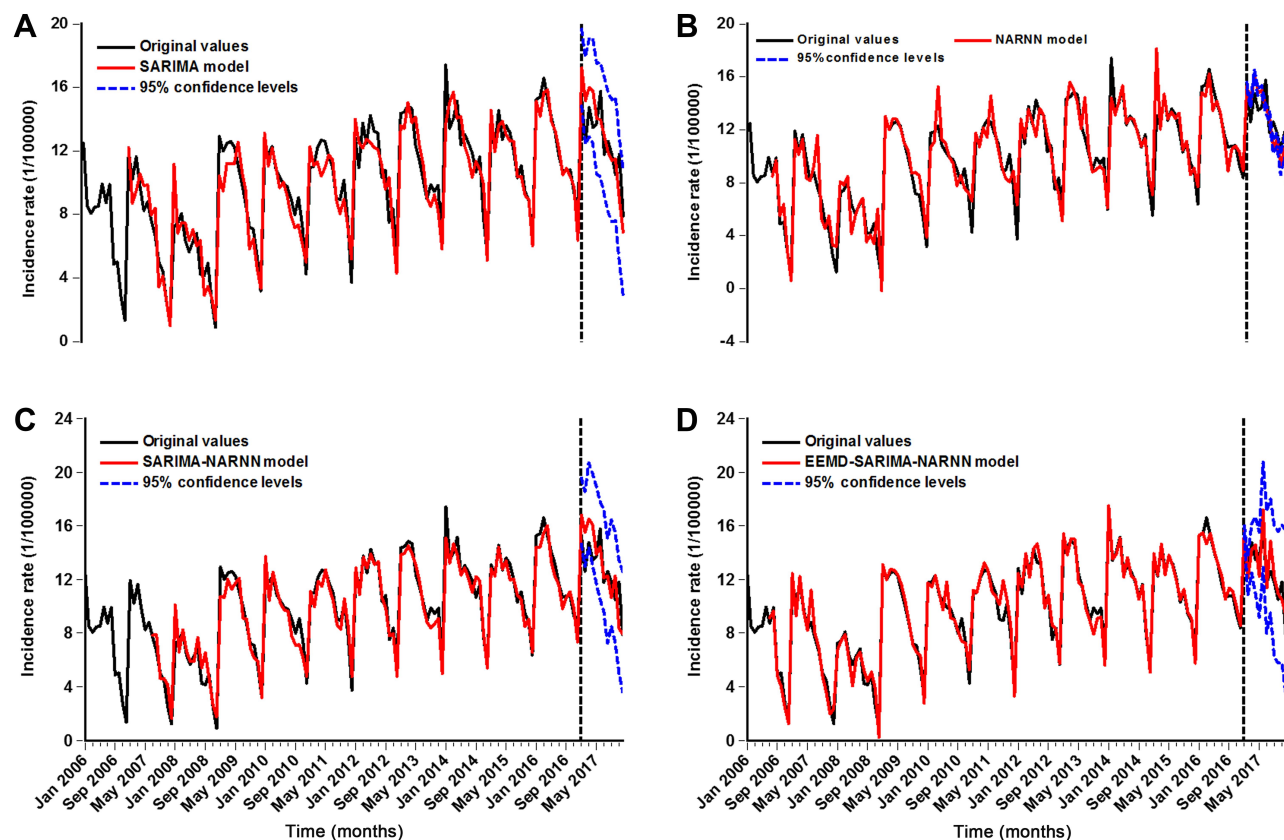 A
Incidence rate (1/100000)
20
16
12
8
4
0
Original values
SARIMA model
95% confidence levels
B
Incidence rate (1/100000)
20
16
12
8
4
0
-4
Original values
NARNN model
95%confidence levels
C
Incidence rate (1/100000)
24
20
16
12
8
4
0
Original values
SARIMA-NARNN model
95% confidence levels
Jan 2006
Sep 2006
May 2007
Jan 2008
Sep 2008
May 2009
Jan 2010
Sep 2010
May 2011
Jan 2012
Sep 2012
May 2013
Jan 2014
Sep 2014
May 2015
Jan 2016
Sep 2016
May 2017
Time (months)
D
Incidence rate (1/100000)
24
20
16
12
8
4
0
Original values
EEMD-SARIMA-NARNN model
95% confidence levels
Jan 2006
Sep 2006
May 2007
Jan 2008
Sep 2008
May 2009
Jan 2010
Sep 2010
May 2011
Jan 2012
Sep 2012
May 2013
Jan 2014
Sep 2014
May 2015
Jan 2016
Sep 2016
May 2017
Time (months)